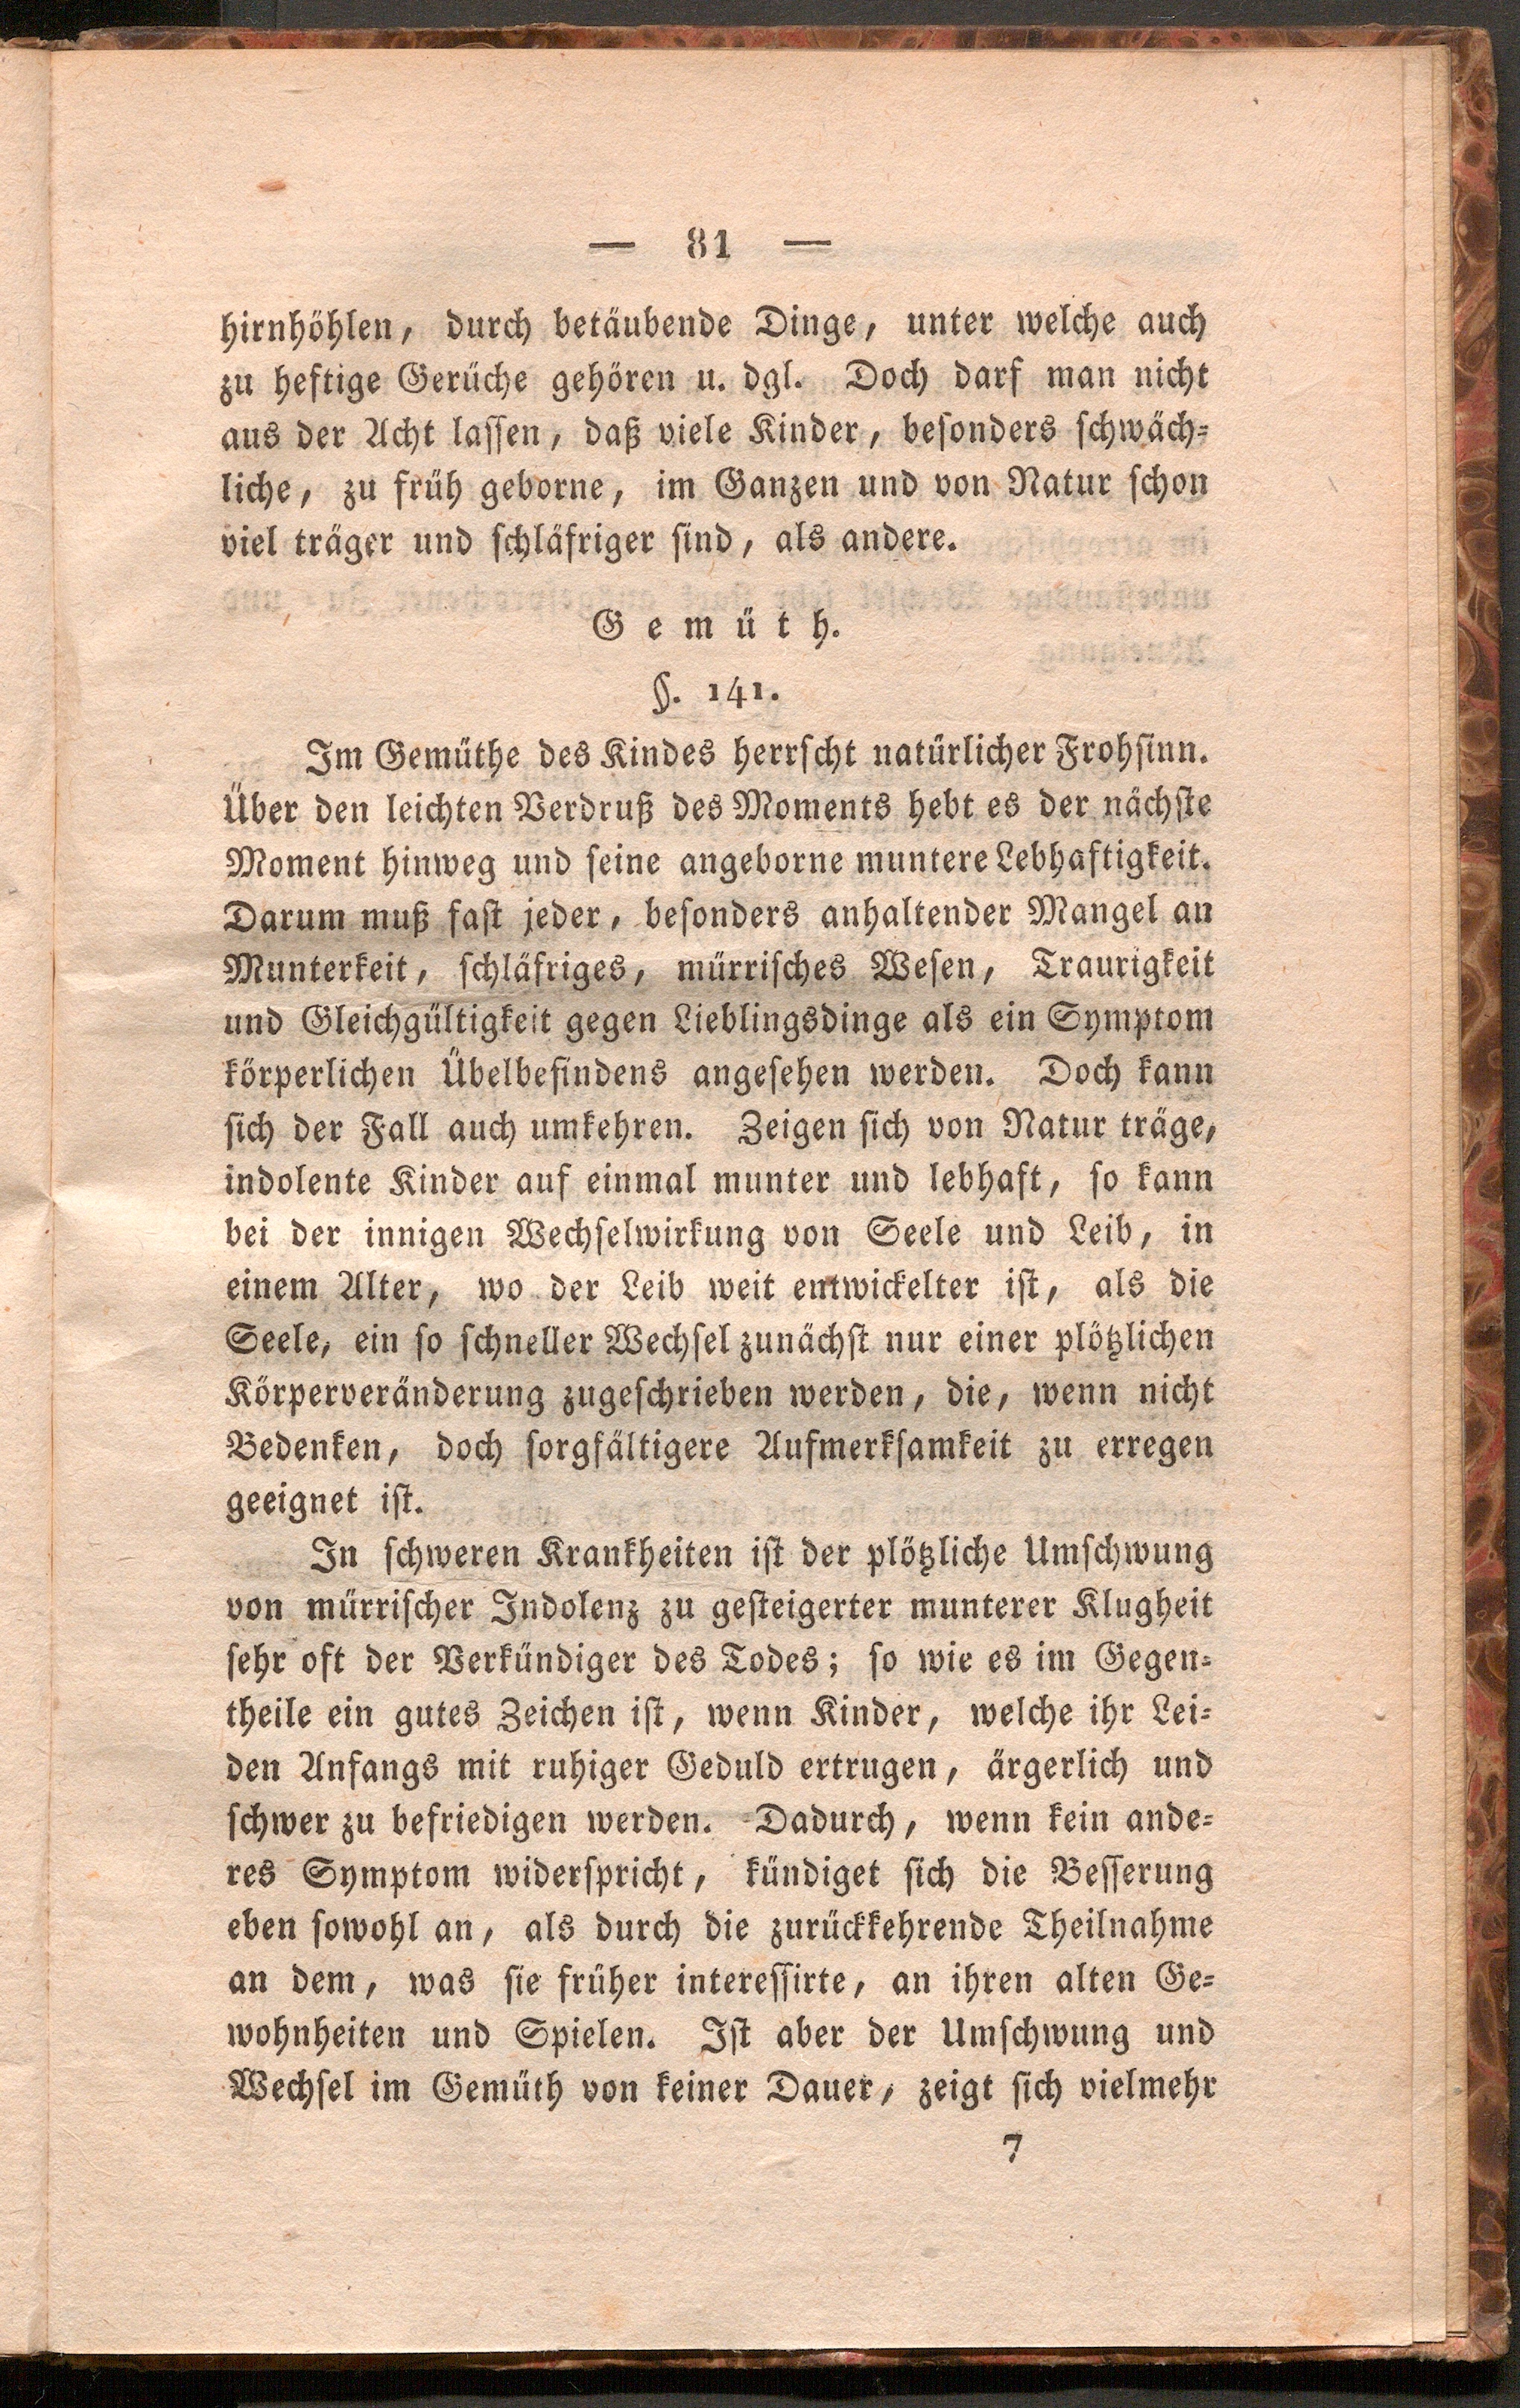 — 81 —
hirnhöhlen, durch betäubende Dinge, unter welche auch
zu heftige Gerüche gehören u. dgl. Doch darf man nicht
aus der Acht lassen, daß viele Kinder, besonders schwäch-
liche, zu früh geborne, im Ganzen und von Natur schon
viel träger und schläfriger sind, als andere.
Gemüth.
§. 141.
Im Gemüthe des Kindes herrscht natürlicher Frohsinn.
Über den leichten Verdruß des Moments hebt es der nächste
Moment hinweg und seine angeborne muntere Lebhaftigkeit.
Darum muß fast jeder, besonders anhaltender Mangel an
Munterkeit, schläfriges, mürrisches Wesen, Traurigkeit
und Gleichgültigkeit gegen Lieblingsdinge als ein Symptom
körperlichen Übelbefindens angesehen werden. Doch kann
sich der Fall auch umkehren. Zeigen sich von Natur träge,
indolente Kinder auf einmal munter und lebhaft, so kann
bei der innigen Wechselwirkung von Seele und Leib, in
einem Alter, wo der Leib weit entwickelter ist, als die
Seele, ein so schneller Wechsel zunächst nur einer plötzlichen
Körperveränderung zugeschrieben werden, die, wenn nicht
Bedenken, doch sorgfältigere Aufmerksamkeit zu erregen
geeignet ist.
In schweren Krankheiten ist der plötzliche Umschwung
von mürrischer Indolenz zu gesteigerter munterer Klugheit
sehr oft der Verkündiger des Todes; so wie es im Gegen-
theile ein gutes Zeichen ist, wenn Kinder, welche ihr Lei-
den Anfangs mit ruhiger Geduld ertrugen, ärgerlich und
schwer zu befriedigen werden. Dadurch, wenn kein ande-
res Symptom widerspricht, kündiget sich die Besserung
eben sowohl an, als durch die zurückkehrende Theilnahme
an dem, was sie früher interessirte, an ihren alten Ge-
wohnheiten und Spielen. Ist aber der Umschwung und
Wechsel im Gemüth von keiner Dauer, zeigt sich vielmehr
7